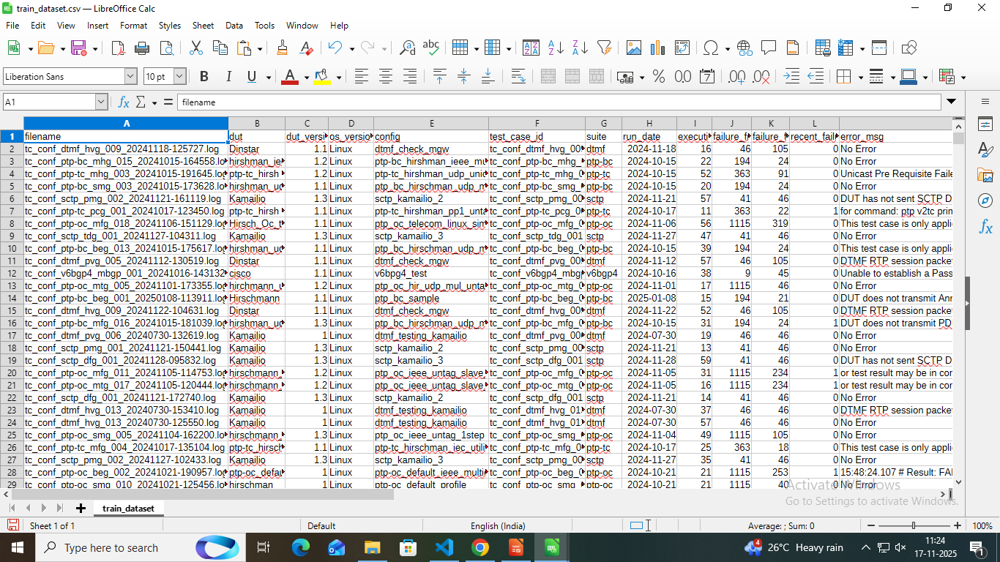 train_dataset.csv — LibreOffice Calc
File Edit View Insert Format Styles Sheet Data Tools Window Help
Liberation Sans 10 pt
A1 filename
A B C D E F G H I J K L
1 filename dut dut_versi os_versio config test_case_id suite run_date executi failure_f failure_f recent_fail error_msg
2 tc_conf_dtmf_hvg_009_20241118-125727.log Dinstar 1.1 Linux dtmf_check_mgw tc_conf_dtmf_hvg_00 dtmf 2024-11-18 16 46 105 0 No Error
3 tc_conf_ptp-bc_mhg_015_20241015-164558.lo hirshman_ie 1.2 Linux ptp-bc_hirshman_ieee_mu tc_conf_ptp-bc_mhg_ ptp-bc 2024-10-15 22 194 24 0 No Error
4 tc_conf_ptp-tc_mhg_003_20241015-191645.lo ptp-tc_hirsh 1.2 Linux ptp-tc_hirshman_udp_unic tc_conf_ptp-tc_mhg_0 ptp-tc 2024-10-15 52 363 91 0 Unicast Pre Requisite Faile
5 tc_conf_ptp-bc_smg_003_20241015-173628.lo hirshman_ud 1.1 Linux ptp_bc_hirschman_udp_m tc_conf_ptp-bc_smg_ ptp-bc 2024-10-15 20 194 24 0 No Error
6 tc_conf_sctp_pmg_002_20241121-161119.log Kamailio 1.3 Linux sctp_kamailio_2 tc_conf_sctp_pmg_00 sctp 2024-11-21 57 41 46 0 DUT has not sent SCTP D
7 tc_conf_ptp-tc_pcg_001_20241017-123450.log ptp-tc_hirsh 1.1 Linux ptp-tc_hirshman_pp1_unta tc_conf_ptp-tc_pcg_0 ptp-tc 2024-10-17 11 363 22 1 for command: ptp v2tc prim
8 tc_conf_ptp-oc_mfg_018_20241106-151129.lo Hirsch_Oc_t 1.1 Linux ptp_oc_telecom_linux_sim tc_conf_ptp-oc_mfg_0 ptp-oc 2024-11-06 56 1115 319 0 This test case is only appli
9 tc_conf_sctp_tdg_001_20241127-104311.log Kamailio 1.3 Linux sctp_kamailio_3 tc_conf_sctp_tdg_001 sctp 2024-11-27 47 41 46 0 No Error
10 tc_conf_ptp-bc_beg_013_20241015-175617.lo hirshman_ud 1.1 Linux ptp_bc_hirschman_udp_m tc_conf_ptp-bc_beg_0 ptp-bc 2024-10-15 39 194 24 0 This test case is only appli
11 tc_conf_dtmf_pvg_005_20241112-130519.log Dinstar 1.1 Linux dtmf_check_mgw tc_conf_dtmf_pvg_00 dtmf 2024-11-12 57 46 105 0 DTMF RTP session packe
12 tc_conf_v6bgp4_mbgp_001_20241016-143132 cisco 1.1 Linux v6bpg4_test tc_conf_v6bgp4_mbg v6bgp4 2024-10-16 38 9 45 0 Unable to establish a Pass
13 tc_conf_ptp-oc_mtg_005_20241101-173355.lo hirchmann_u 1.2 Linux ptp_oc_hir_udp_mul_unta tc_conf_ptp-oc_mtg_0 ptp-oc 2024-11-01 17 1115 46 0 No Error
14 tc_conf_ptp-bc_beg_001_20250108-113911.lo Hirschmann 1.1 Linux ptp_bc_sample tc_conf_ptp-bc_beg_0 ptp-bc 2025-01-08 15 194 21 0 DUT does not transmit Ann
15 tc_conf_dtmf_hvg_009_20241122-104631.log Dinstar 1.1 Linux dtmf_check_mgw tc_conf_dtmf_hvg_00 dtmf 2024-11-22 52 46 105 0 DTMF RTP session packe
16 tc_conf_ptp-bc_mfg_016_20241015-181039.lo hirshman_ud 1.3 Linux ptp_bc_hirschman_udp_m tc_conf_ptp-bc_mfg_0 ptp-bc 2024-10-15 31 194 24 1 DUT does not transmit PD
17 tc_conf_dtmf_pvg_006_20240730-132619.log Kamailio 1 Linux dtmf_testing_kamailio tc_conf_dtmf_pvg_00 dtmf 2024-07-30 19 46 46 0 No Error
18 tc_conf_sctp_pmg_002_20241121-150441.log Kamailio 1.3 Linux sctp_kamailio_2 tc_conf_sctp_pmg_00 sctp 2024-11-21 13 41 46 0 No Error
19 tc_conf_sctp_dfg_001_20241128-095832.log Kamailio 1.3 Linux sctp_kamailio_3 tc_conf_sctp_dfg_001 sctp 2024-11-28 59 41 46 0 DUT has not sent SCTP D
20 tc_conf_ptp-oc_mfg_011_20241105-114753.lo hirschmann_ 1.2 Linux ptp_oc_ieee_untag_slave_ tc_conf_ptp-oc_mfg_0 ptp-oc 2024-11-05 31 1115 234 1 or test result may be in con
21 tc_conf_ptp-oc_mtg_017_20241105-120444.lo hirschmann_ 1.2 Linux ptp_oc_ieee_untag_slave_ tc_conf_ptp-oc_mtg_0 ptp-oc 2024-11-05 16 1115 234 1 or test result may be in con
22 tc_conf_sctp_dfg_001_20241121-172740.log Kamailio 1.3 Linux sctp_kamailio_2 tc_conf_sctp_dfg_001 sctp 2024-11-21 14 41 46 0 No Error
23 tc_conf_dtmf_hvg_013_20240730-153410.log Kamailio 1 Linux dtmf_testing_kamailio tc_conf_dtmf_hvg_01 dtmf 2024-07-30 37 46 46 0 DTMF RTP session packe
24 tc_conf_dtmf_hvg_013_20240730-125550.log Kamailio 1 Linux dtmf_testing_kamailio tc_conf_dtmf_hvg_01 dtmf 2024-07-30 57 46 46 0 No Error
25 tc_conf_ptp-oc_smg_005_20241104-162200.lo hirschmann_ 1.3 Linux ptp_oc_ieee_untag_1step tc_conf_ptp-oc_smg_ ptp-oc 2024-11-04 49 1115 105 0 No Error
26 tc_conf_ptp-tc_mfg_004_20241017-135104.log ptp-tc_hirsch 1.1 Linux ptp-tc_hirschman_iec_utili tc_conf_ptp-tc_mfg_0 ptp-tc 2024-10-17 25 363 18 0 This test case is only appli
27 tc_conf_sctp_pmg_002_20241127-102433.log Kamailio 1.3 Linux sctp_kamailio_3 tc_conf_sctp_pmg_00 sctp 2024-11-27 35 41 46 0 No Error
28 tc_conf_ptp-oc_beg_002_20241021-190957.lo ptp-oc_defau 1 Linux ptp-oc_default_ieee_multi tc_conf_ptp-oc_beg_0 ptp-oc 2024-10-21 21 1115 253 1 15:48:24.107 # Result: FAI
29 tc_conf_ptp-oc_smg_010_20241021-125456.lo hirschman 1 Linux ptp-oc_default_profile tc_conf_ptp-oc_smg_ ptp-oc 2024-10-21 21 1115 40 0 No Error
Activate Windows
Go to Settings to activate Windows.
train_dataset
Sheet 1 of 1 Default English (India) Average: ; Sum: 0 100%
Type here to search 4 26°C Heavy rain 11:24
17-11-2025 1